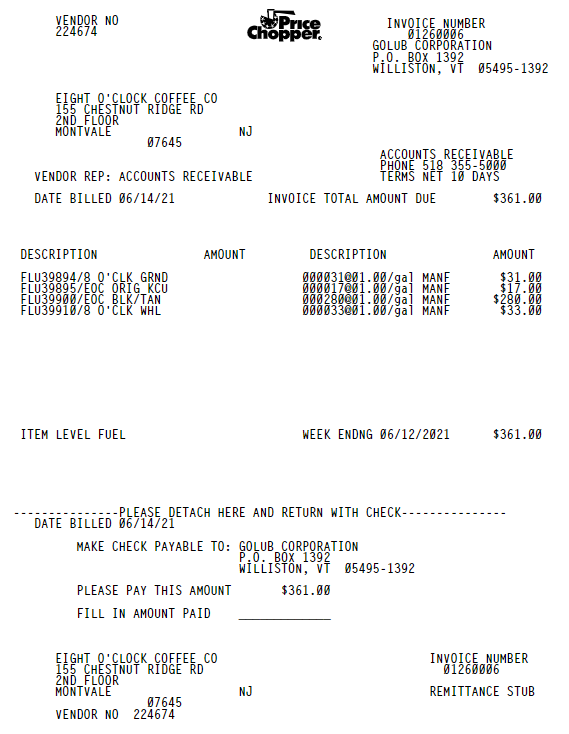 VENDOR NO
224674
Price Chopper.
INVOICE NUMBER
01260006
GOLUB CORPORATION
P.O. BOX 1392
WILLISTON, VT 05495-1392
EIGHT O'CLOCK COFFEE CO
155 CHESTNUT RIDGE RD
2ND FLOOR
MONTVALE NJ
07645
ACCOUNTS RECEIVABLE
PHONE 518 355-5000
VENDOR REP: ACCOUNTS RECEIVABLE TERMS NET 10 DAYS
DATE BILLED 06/14/21 INVOICE TOTAL AMOUNT DUE $361.00
DESCRIPTION AMOUNT DESCRIPTION AMOUNT
FLU39894/8 O'CLK GRND 000031@01.00/gal MANF $31.00
FLU39895/EOC ORIG KCU 000017@01.00/gal MANF $17.00
FLU39900/EOC BLK/TAN 000280@01.00/gal MANF $280.00
FLU39910/8 O'CLK WHL 000033@01.00/gal MANF $33.00
ITEM LEVEL FUEL WEEK ENDNG 06/12/2021 $361.00
---------------PLEASE DETACH HERE AND RETURN WITH CHECK---------------
DATE BILLED 06/14/21
MAKE CHECK PAYABLE TO: GOLUB CORPORATION
P.O. BOX 1392
WILLISTON, VT 05495-1392
PLEASE PAY THIS AMOUNT $361.00
FILL IN AMOUNT PAID _____________
EIGHT O'CLOCK COFFEE CO INVOICE NUMBER
155 CHESTNUT RIDGE RD 01260006
2ND FLOOR
MONTVALE NJ REMITTANCE STUB
07645
VENDOR NO 224674